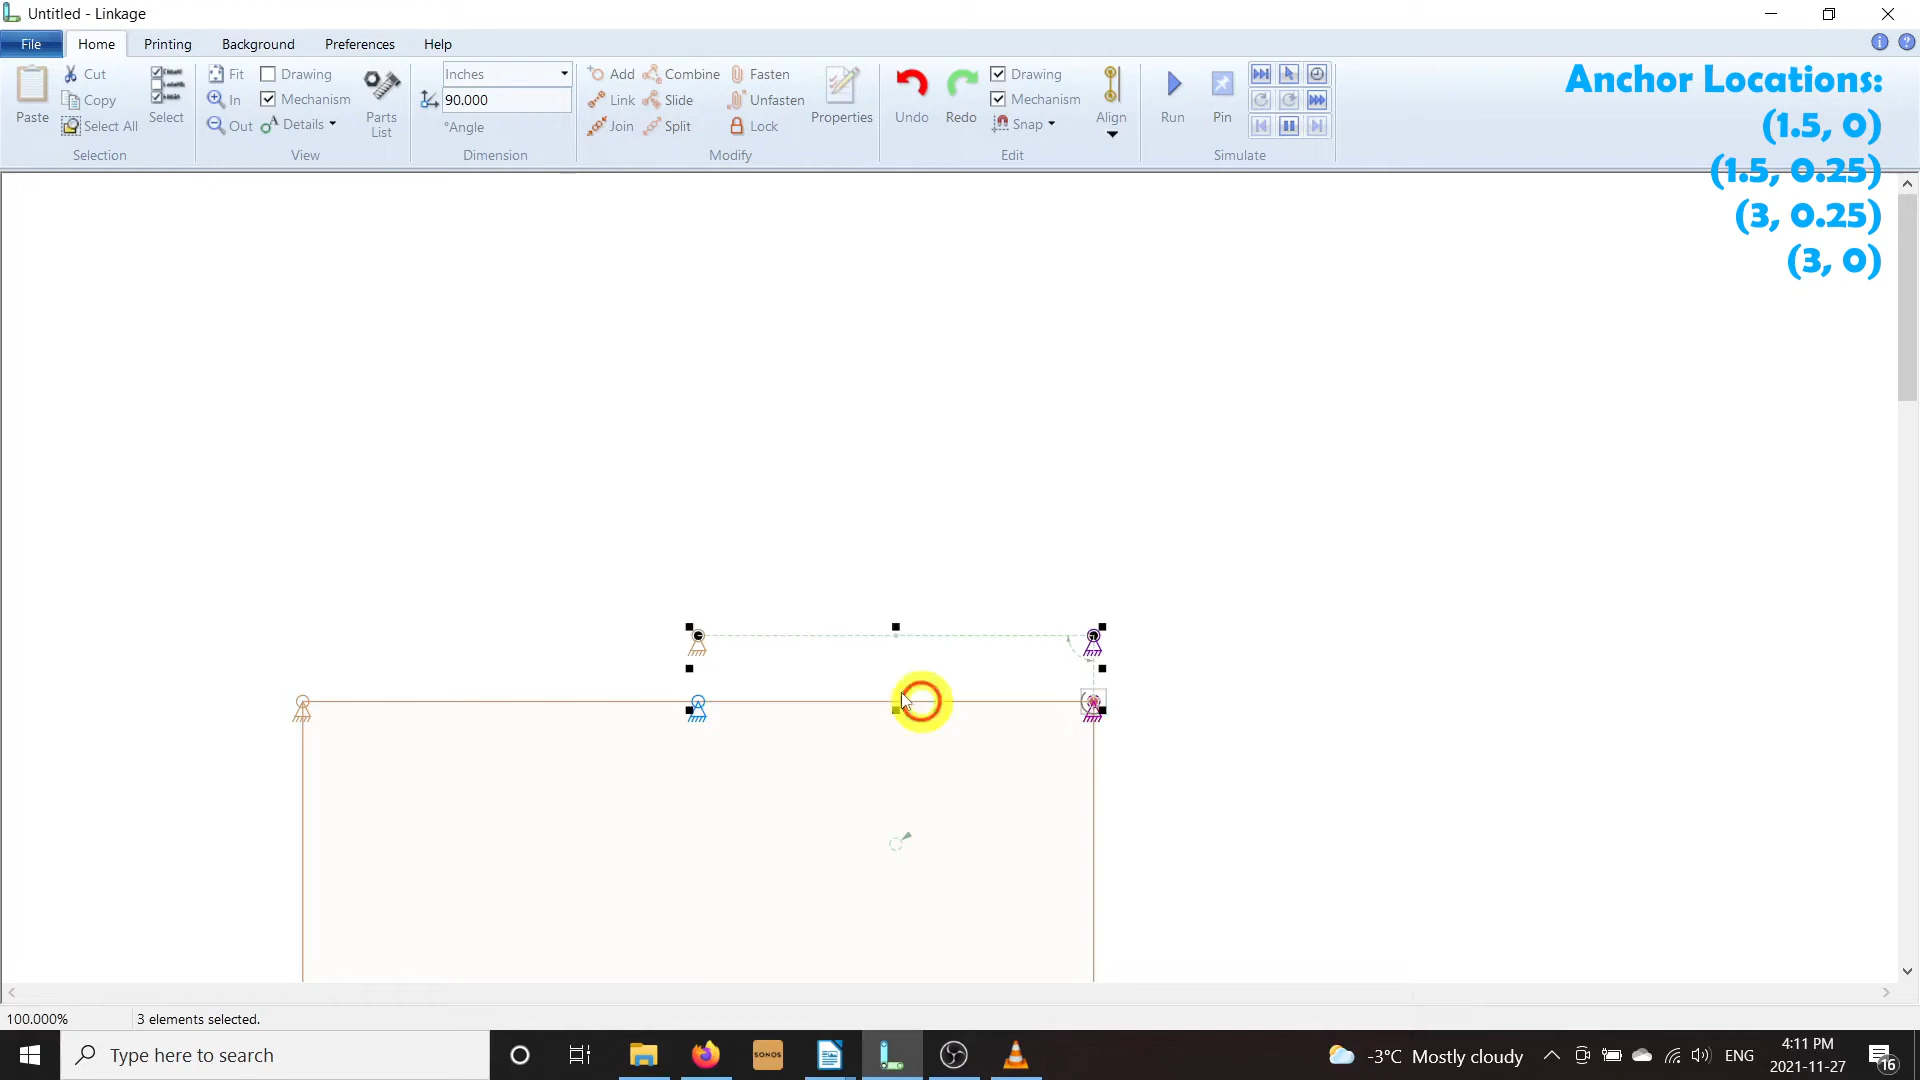 Untitled - Linkage
File Home Printing Background Preferences Help
Paste
Cut
Copy
Select All
Select
Selection
Fit
In
Out
Drawing
Mechanism
Details
Parts
List
View
Inches
90.000
°Angle
Dimension
Add Combine Fasten
Link Slide Unfasten
Join Split Lock
Properties
Modify
Undo
Redo
Drawing
Mechanism
Snap
Align
Edit
Run
Pin
Simulate
Anchor Locations:
(1.5, 0)
(1.5, 0.25)
(3, 0.25)
(3, 0)
100.000% 3 elements selected.
Type here to search
SONOS
-3°C Mostly cloudy
ENG
4:11 PM
2021-11-27
16